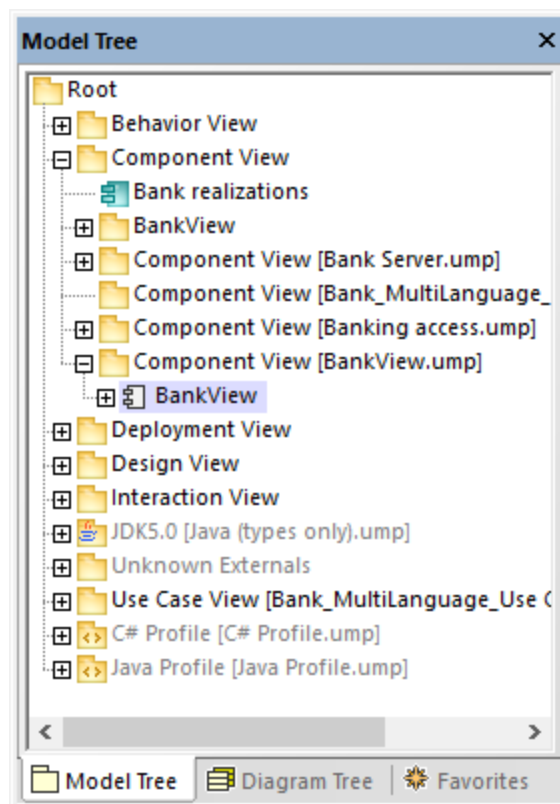 Model Tree
Root
Behavior View
Component View
Bank realizations
BankView
Component View [Bank Server.ump]
Component View [Bank_MultiLanguage_
Component View [Banking access.ump]
Component View [BankView.ump]
BankView
Deployment View
Design View
Interaction View
JDK5.0 [Java (types only).ump]
Unknown Externals
Use Case View [Bank_MultiLanguage_Use
C# Profile [C# Profile.ump]
Java Profile [Java Profile.ump]
Model Tree Diagram Tree Favorites